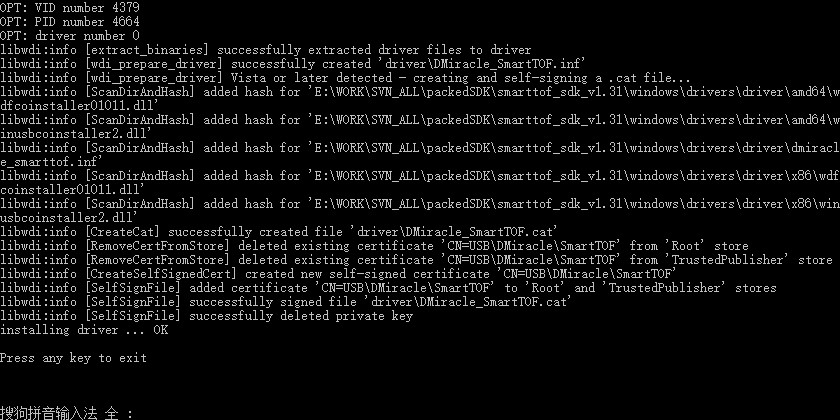 OPT: VID number 4379
OPT: PID number 4664
OPT: driver number 0
libwdi:info [extract_binaries] successfully extracted driver files to driver
libwdi:info [wdi_prepare_driver] successfully created 'driver\DMiracle_SmartTOF.inf'
libwdi:info [wdi_prepare_driver] Vista or later detected - creating and self-signing a .cat file...
libwdi:info [ScanDirAndHash] added hash for 'E:\WORK\SVN_ALL\packedSDK\smarttof_sdk_v1.31\windows\drivers\driver\amd64\w
dfcoinstaller01011.dll'
libwdi:info [ScanDirAndHash] added hash for 'E:\WORK\SVN_ALL\packedSDK\smarttof_sdk_v1.31\windows\drivers\driver\amd64\w
inusbcoinstaller2.dll'
libwdi:info [ScanDirAndHash] added hash for 'E:\WORK\SVN_ALL\packedSDK\smarttof_sdk_v1.31\windows\drivers\driver\dmiracl
e_smarttof.inf'
libwdi:info [ScanDirAndHash] added hash for 'E:\WORK\SVN_ALL\packedSDK\smarttof_sdk_v1.31\windows\drivers\driver\x86\wdf
coinstaller01011.dll'
libwdi:info [ScanDirAndHash] added hash for 'E:\WORK\SVN_ALL\packedSDK\smarttof_sdk_v1.31\windows\drivers\driver\x86\win
usbcoinstaller2.dll'
libwdi:info [CreateCat] successfully created file 'driver\DMiracle_SmartTOF.cat'
libwdi:info [RemoveCertFromStore] deleted existing certificate 'CN=USB\DMiracle\SmartTOF' from 'Root' store
libwdi:info [RemoveCertFromStore] deleted existing certificate 'CN=USB\DMiracle\SmartTOF' from 'TrustedPublisher' store
libwdi:info [CreateSelfSignedCert] created new self-signed certificate 'CN=USB\DMiracle\SmartTOF'
libwdi:info [SelfSignFile] added certificate 'CN=USB\DMiracle\SmartTOF' to 'Root' and 'TrustedPublisher' stores
libwdi:info [SelfSignFile] successfully signed file 'driver\DMiracle_SmartTOF.cat'
libwdi:info [SelfSignFile] successfully deleted private key
installing driver ... OK
Press any key to exit
搜狗拼音输入法 全 :